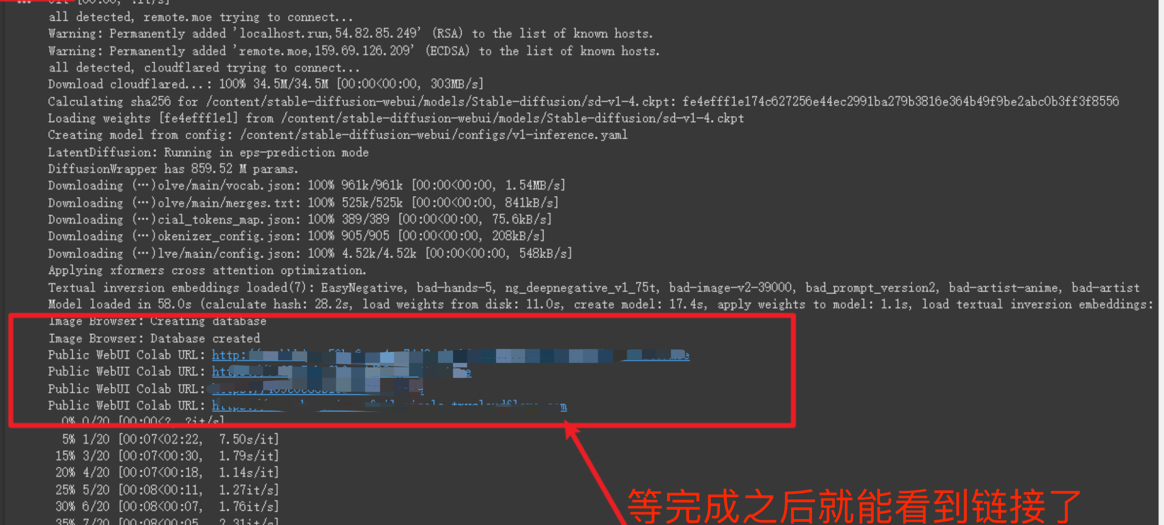 all detected, remote.moe trying to connect...
Warning: Permanently added 'localhost.run,54.82.85.249' (RSA) to the list of known hosts.
Warning: Permanently added 'remote.moe,159.69.126.209' (ECDSA) to the list of known hosts.
all detected, cloudflared trying to connect...
Download cloudflared...: 100% 34.5M/34.5M [00:00<00:00, 303MB/s]
Calculating sha256 for /content/stable-diffusion-webui/models/Stable-diffusion/sd-v1-4.ckpt: fe4efff1e174c627256e44ec2991ba279b3816e364b49f9be2abc0b3ff3f8556
Loading weights [fe4efff1e1] from /content/stable-diffusion-webui/models/Stable-diffusion/sd-v1-4.ckpt
Creating model from config: /content/stable-diffusion-webui/configs/v1-inference.yaml
LatentDiffusion: Running in eps-prediction mode
DiffusionWrapper has 859.52 M params.
Downloading (…)olve/main/vocab.json: 100% 961k/961k [00:00<00:00, 1.54MB/s]
Downloading (…)olve/main/merges.txt: 100% 525k/525k [00:00<00:00, 841kB/s]
Downloading (…)cial_tokens_map.json: 100% 389/389 [00:00<00:00, 75.6kB/s]
Downloading (…)okenizer_config.json: 100% 905/905 [00:00<00:00, 208kB/s]
Downloading (…)lve/main/config.json: 100% 4.52k/4.52k [00:00<00:00, 548kB/s]
Applying xformers cross attention optimization.
Textual inversion embeddings loaded(7): EasyNegative, bad-hands-5, ng_deepnegative_v1_75t, bad-image-v2-39000, bad_prompt_version2, bad-artist-anime, bad-artist
Model loaded in 58.0s (calculate hash: 28.2s, load weights from disk: 11.0s, create model: 17.4s, apply weights to model: 1.1s, load textual inversion embeddings:
Image Browser: Creating database
Image Browser: Database created
Public WebUI Colab URL:
Public WebUI Colab URL:
Public WebUI Colab URL:
Public WebUI Colab URL:
0% 0/20 [00:00<?, ?it/s]
5% 1/20 [00:07<02:22, 7.50s/it]
15% 3/20 [00:07<00:30, 1.79s/it]
20% 4/20 [00:07<00:18, 1.14s/it]
25% 5/20 [00:08<00:11, 1.27it/s]
30% 6/20 [00:08<00:07, 1.76it/s]
35% 7/20 [00:08<00:05, 2.31it/s]
等完成之后就能看到链接了